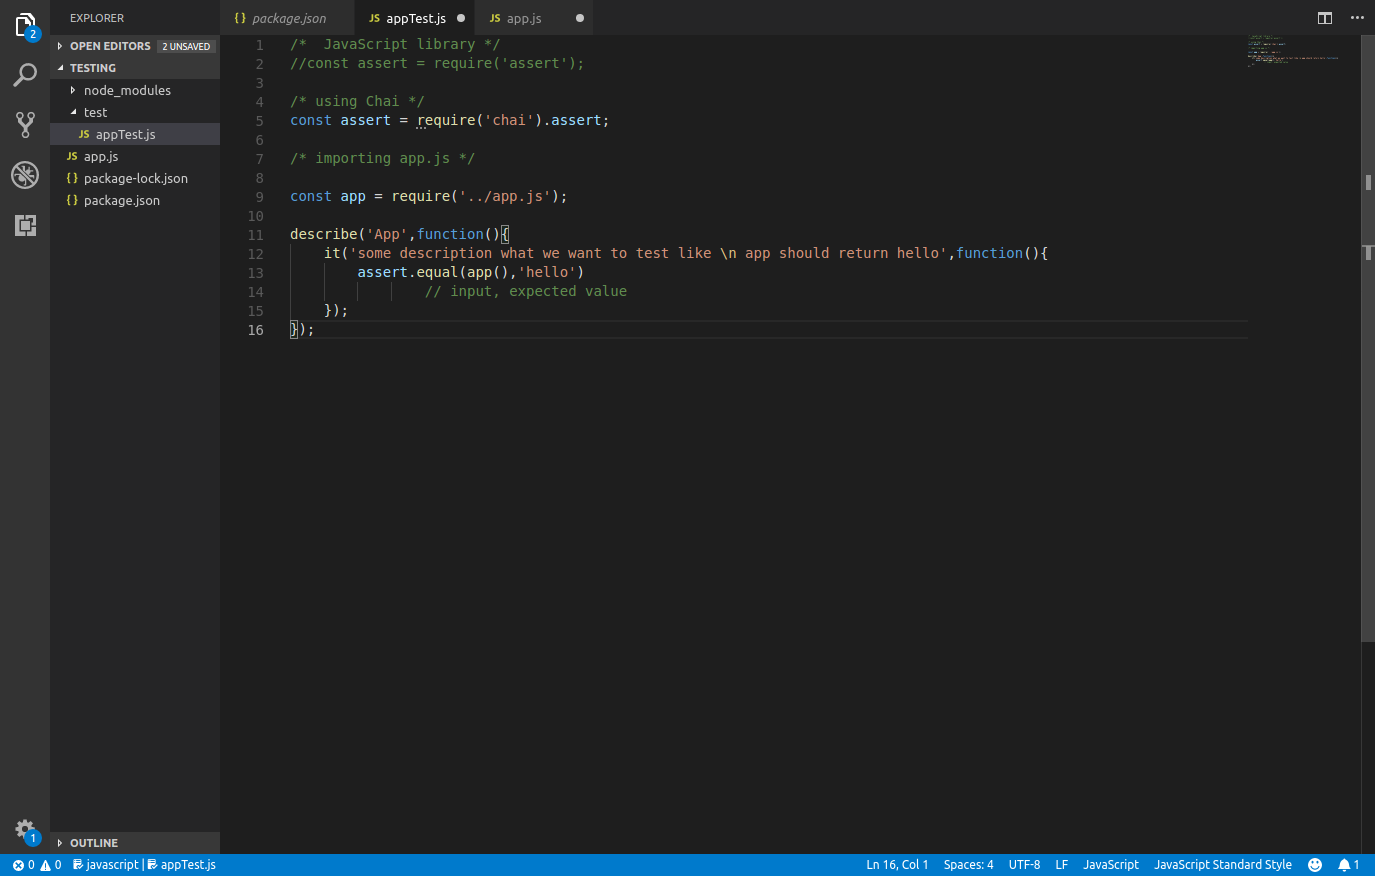 EXPLORER
OPEN EDITORS 2 UNSAVED
TESTING
node_modules
test
JS appTest.js
JS app.js
{} package-lock.json
{} package.json
OUTLINE
2
1
{} package.json
JS appTest.js
JS app.js
1 /*  JavaScript library */
2 //const assert = require('assert');
3
4 /* using Chai */
5 const assert = require('chai').assert;
6
7 /* importing app.js */
8
9 const app = require('../app.js');
10
11 describe('App',function(){
12     it('some description what we want to test like \n app should return hello',function(){
13         assert.equal(app(),'hello')
14                 // input, expected value
15     });
16 });
0 0 javascript | appTest.js
Ln 16, Col 1 Spaces: 4 UTF-8 LF JavaScript JavaScript Standard Style 1